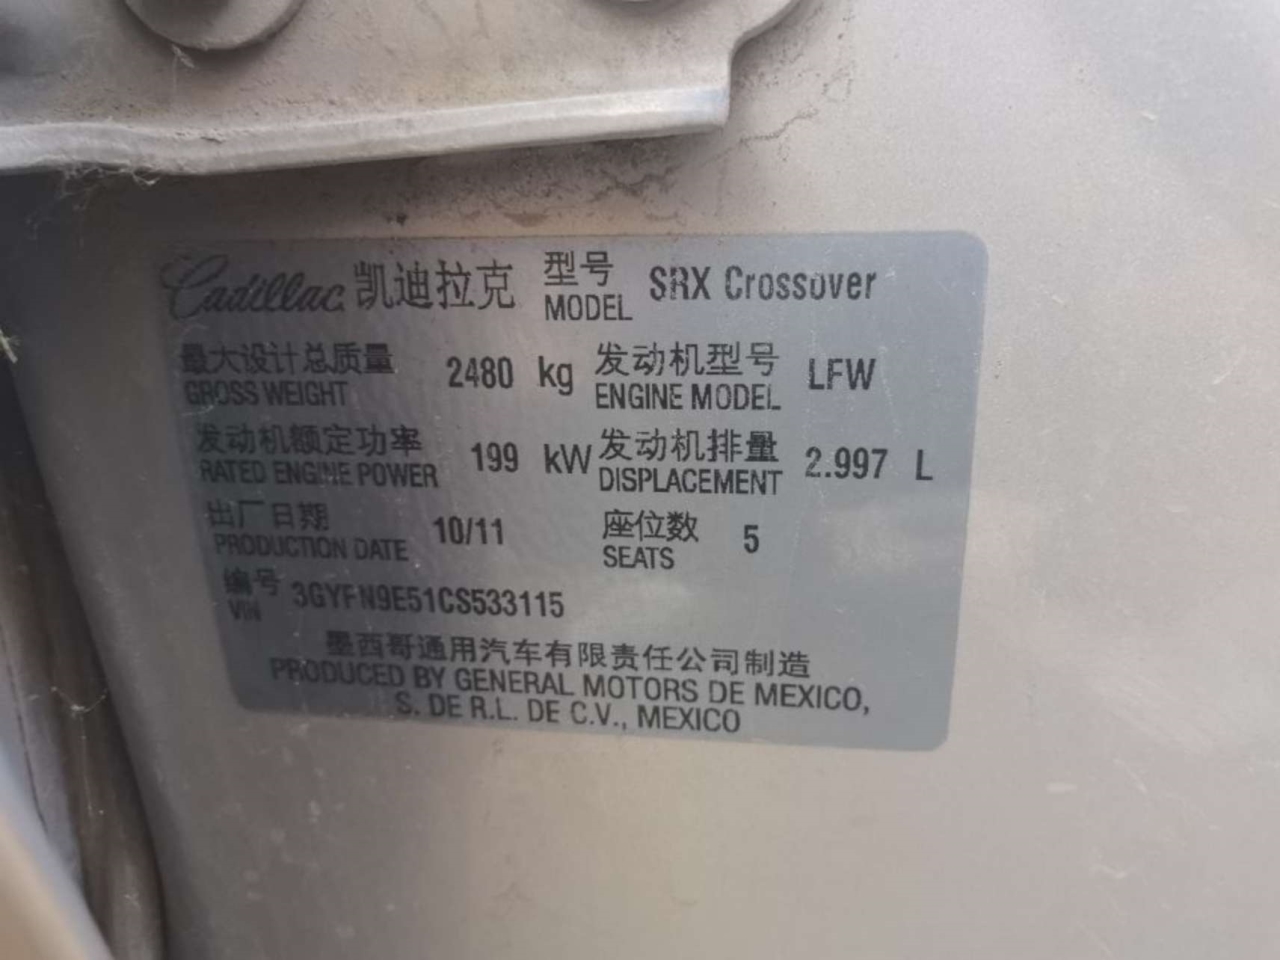 Cadillac 凯迪拉克 型号 MODEL SRX Crossover
最大设计总质量 GROSS WEIGHT 2480 kg 发动机型号 ENGINE MODEL LFW
发动机额定功率 RATED ENGINE POWER 199 kW 发动机排量 DISPLACEMENT 2.997 L
出厂日期 PRODUCTION DATE 10/11 座位数 SEATS 5
编号 VIN 3GYFN9E51CS533115
墨西哥通用汽车有限责任公司制造
PRODUCED BY GENERAL MOTORS DE MEXICO,
S. DE R.L. DE C.V., MEXICO